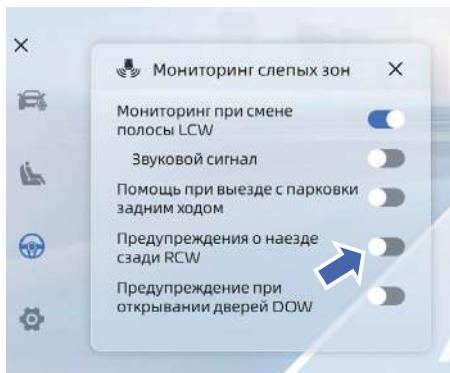 Мониторинг слепых зон
Мониторинг при смене
полосы LCW
Звуковой сигнал
Помощь при выезде с парковки
задним ходом
Предупреждения о наезде
сзади RCW
Предупреждение при
открывании дверей DOW